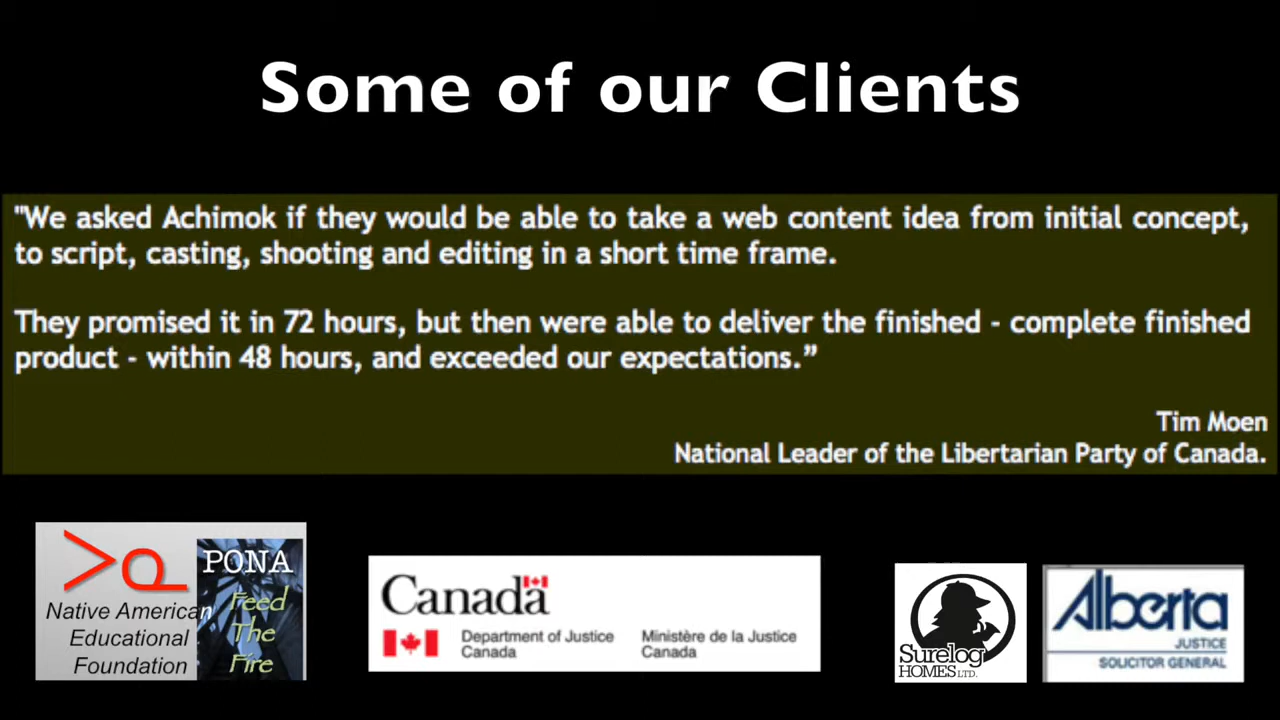 Some of our Clients
"We asked Achimok if they would be able to take a web content idea from initial concept,
to script, casting, shooting and editing in a short time frame.
They promised it in 72 hours, but then were able to deliver the finished - complete finished
product - within 48 hours, and exceeded our expectations.”
Tim Moen
National Leader of the Libertarian Party of Canada.
Native American
Educational
Foundation
PONA
Feed
The
Fire
Canada
Department of Justice
Canada
Ministère de la Justice
Canada
Surelog
HOMES LTD.
Alberta
JUSTICE
SOLICITOR GENERAL